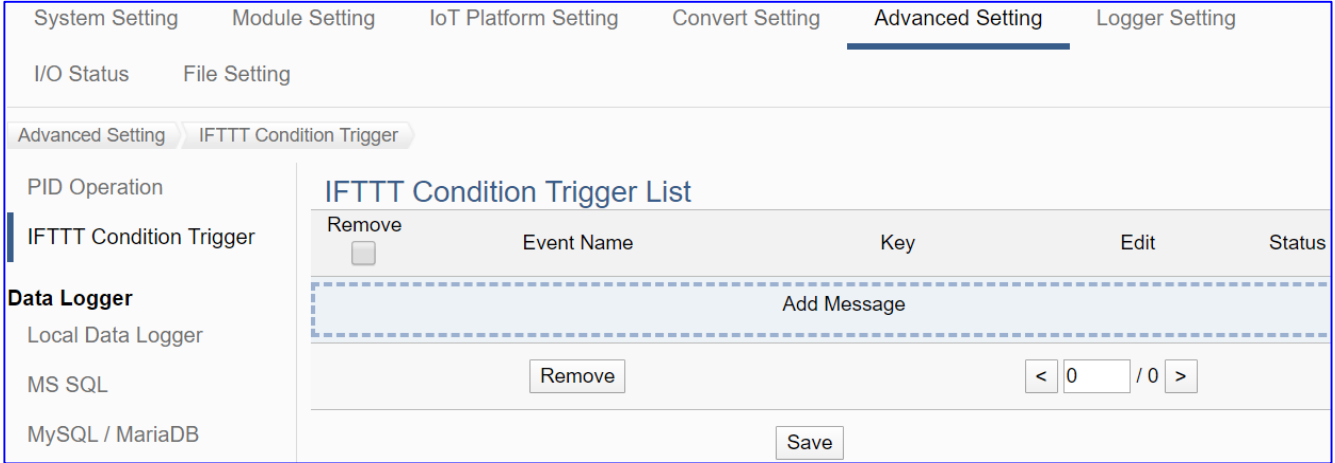 System Setting Module Setting IoT Platform Setting Convert Setting Advanced Setting Logger Setting
I/O Status File Setting
Advanced Setting IFTTT Condition Trigger
PID Operation
IFTTT Condition Trigger
Data Logger
Local Data Logger
MS SQL
MySQL / MariaDB
IFTTT Condition Trigger List
Remove Event Name Key Edit Status
Add Message
Remove < 0 / 0 >
Save